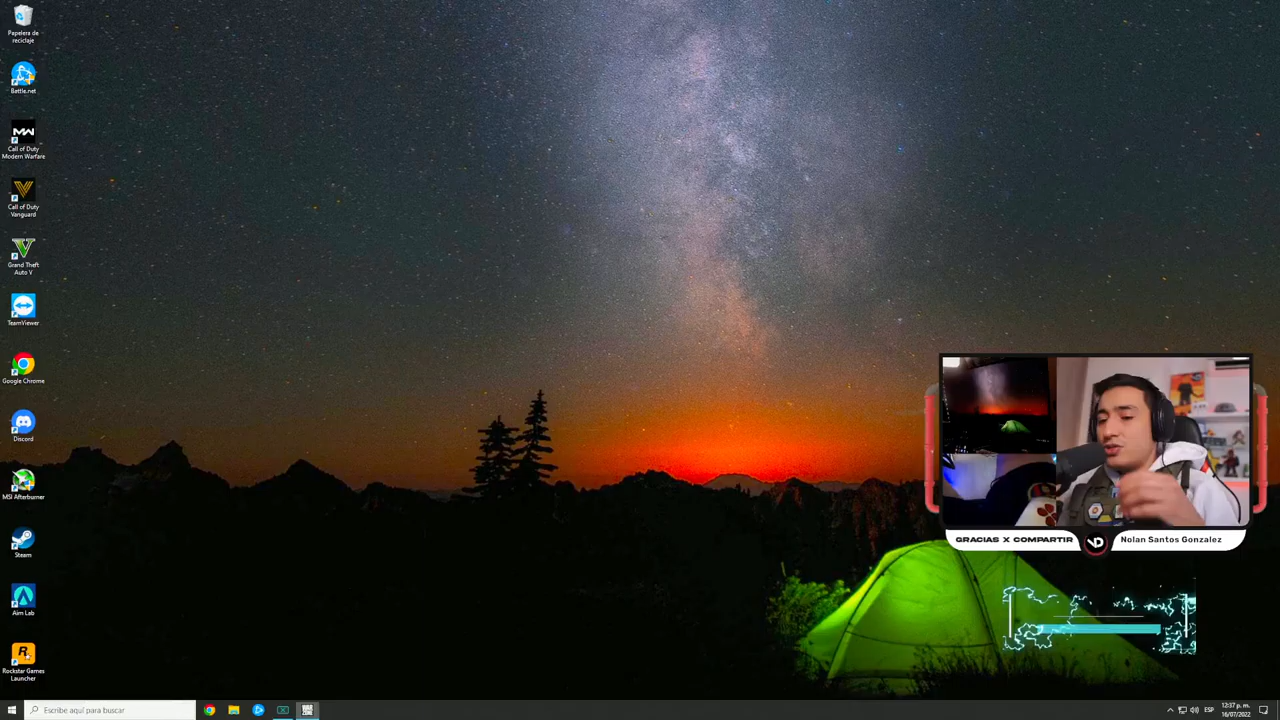 Papelera de
reciclaje
Battle.net
Call of Duty
Modern Warfare
Call of Duty
Vanguard
Grand Theft
Auto V
TeamViewer
Google Chrome
Discord
MSI Afterburner
Steam
Aim Lab
Rockstar Games
Launcher
GRACIAS X COMPARTIR
Nolan Santos Gonzalez
Escribe aquí para buscar
ESP
12:37 p. m.
16/07/2022